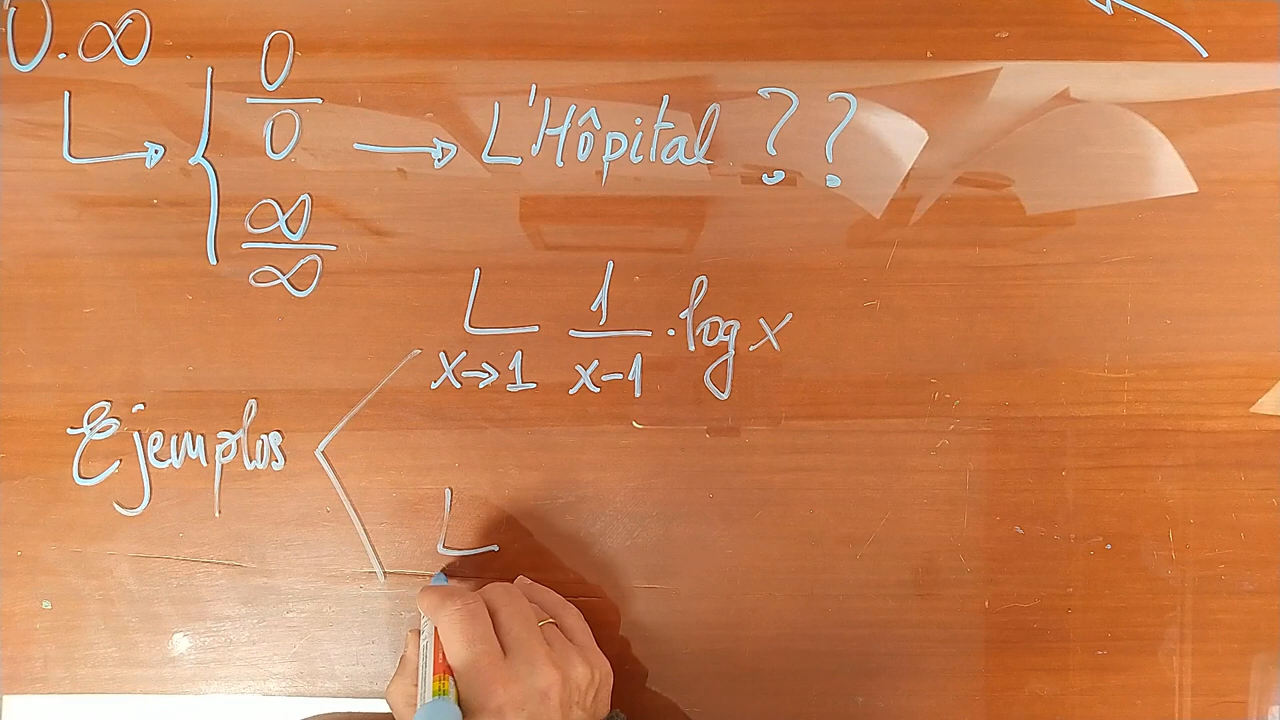 0.∞
0/0
L'Hôpital ??
∞/∞
L 1/x-1 . log x
x→1
Ejemplos
L